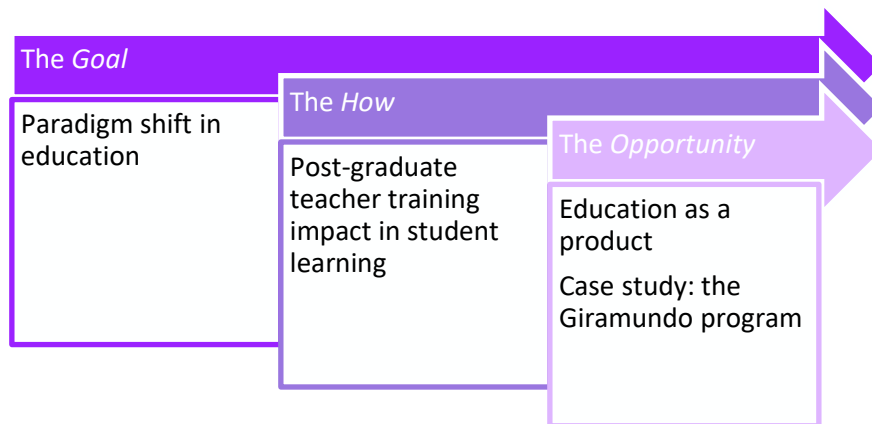 The Goal
Paradigm shift in
education
The How
Post-graduate
teacher training
impact in student
learning
The Opportunity
Education as a
product
Case study: the
Giramundo program